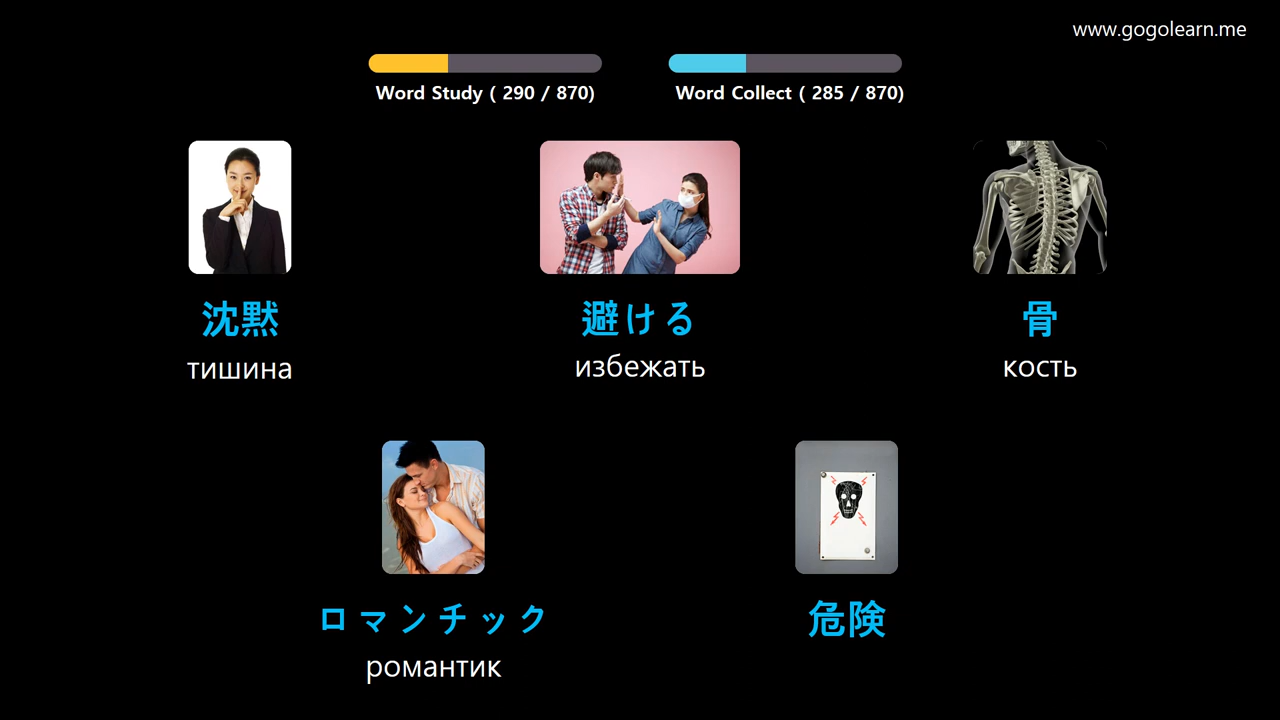 www.gogolearn.me
Word Study ( 290 / 870)
Word Collect ( 285 / 870)
沈黙
тишина
避ける
избежать
骨
кость
ロマンチック
романтик
危険